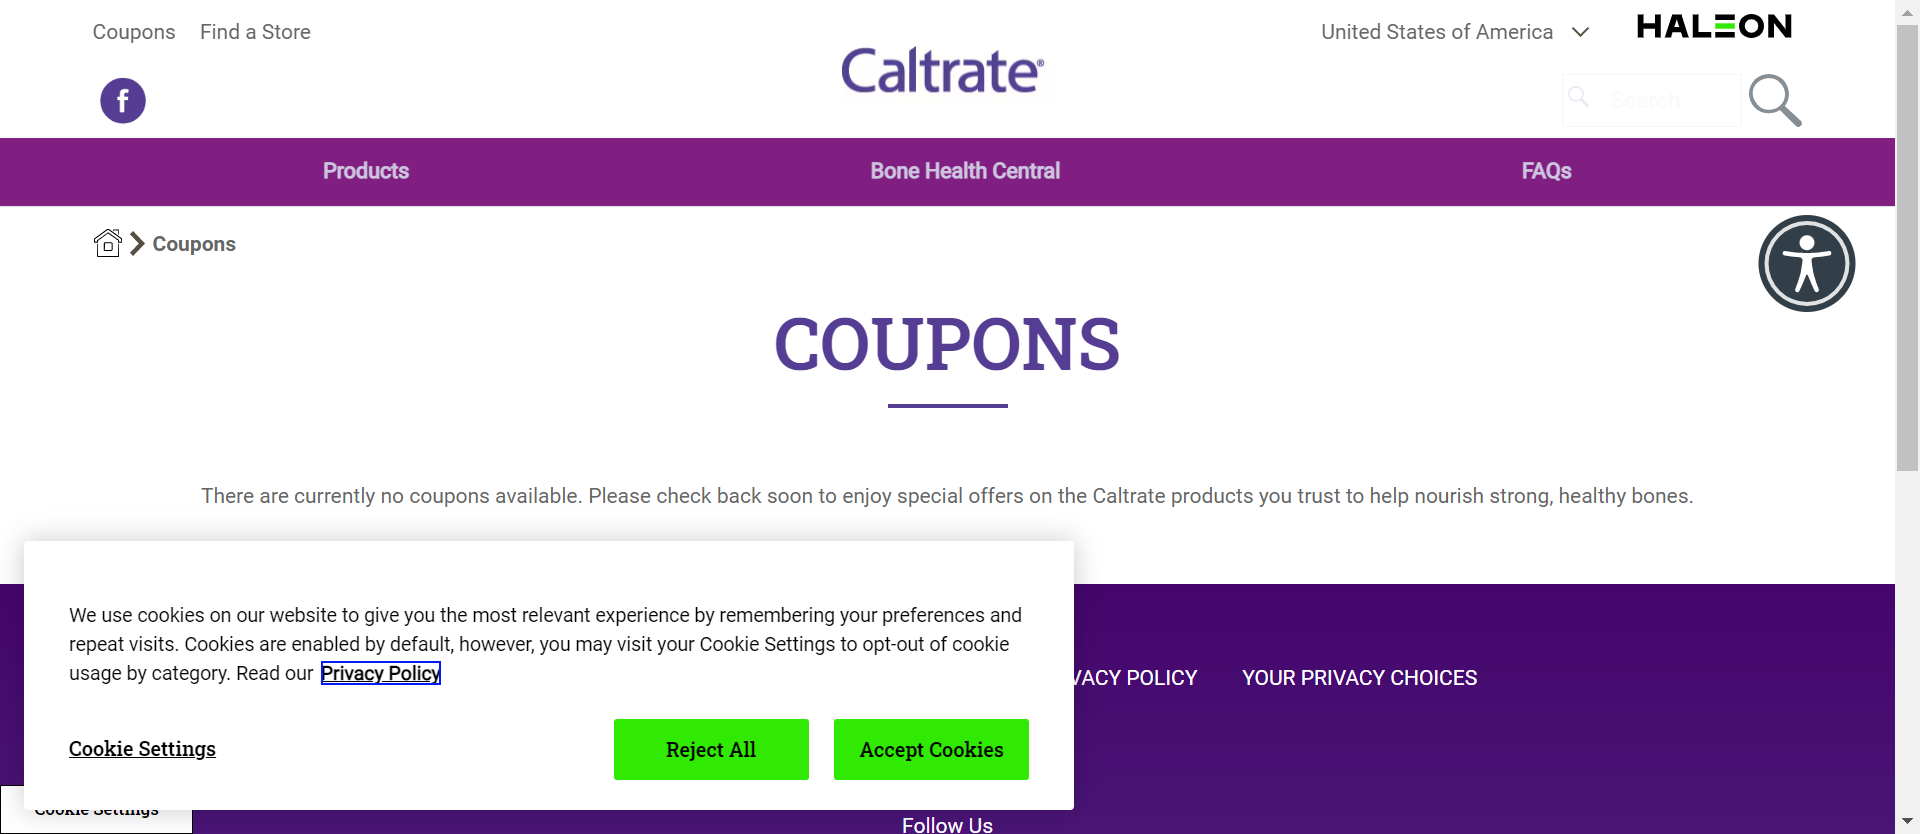 Coupons Find a Store
United States of America
HALEON
f
Caltrate®
Search
Products Bone Health Central FAQs
Coupons
COUPONS
There are currently no coupons available. Please check back soon to enjoy special offers on the Caltrate products you trust to help nourish strong, healthy bones.
We use cookies on our website to give you the most relevant experience by remembering your preferences and
repeat visits. Cookies are enabled by default, however, you may visit your Cookie Settings to opt-out of cookie
usage by category. Read our Privacy Policy
VACY POLICY YOUR PRIVACY CHOICES
Cookie Settings Reject All Accept Cookies
Cookie Settings
Follow Us